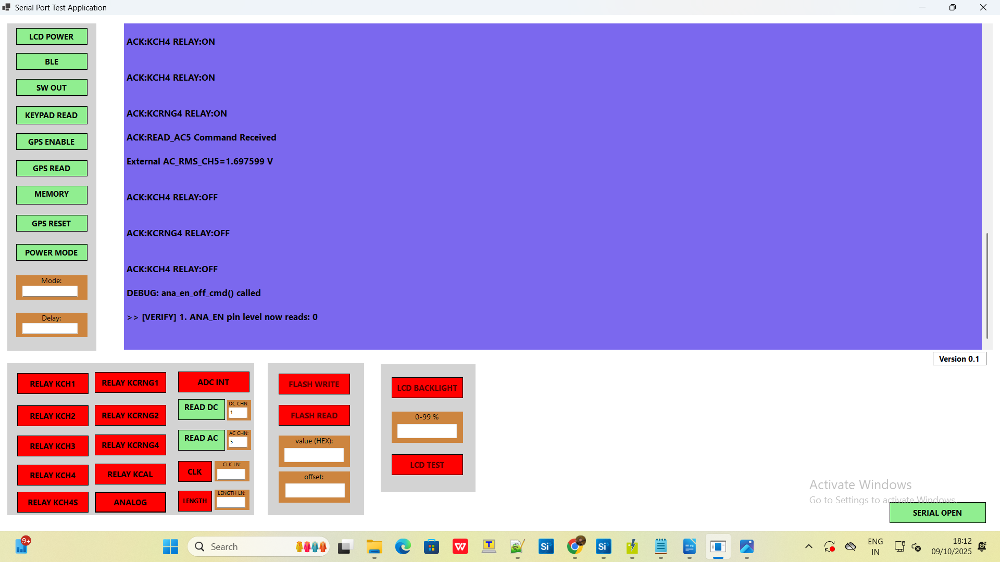 Serial Port Test Application
LCD POWER
BLE
SW OUT
KEYPAD READ
GPS ENABLE
GPS READ
MEMORY
GPS RESET
POWER MODE
Mode:
Delay:
ACK:KCH4 RELAY:ON
ACK:KCH4 RELAY:ON
ACK:KCRNG4 RELAY:ON
ACK:READ_AC5 Command Received
External AC_RMS_CH5=1.697599 V
ACK:KCH4 RELAY:OFF
ACK:KCRNG4 RELAY:OFF
ACK:KCH4 RELAY:OFF
DEBUG: ana_en_off_cmd() called
>> [VERIFY] 1. ANA_EN pin level now reads: 0
Version 0.1
RELAY KCH1
RELAY KCH2
RELAY KCH3
RELAY KCH4
RELAY KCH4S
RELAY KCRNG1
RELAY KCRNG2
RELAY KCRNG4
RELAY KCAL
ANALOG
ADC INT
READ DC
DC CHN:
1
READ AC
AC CHN:
5
CLK
CLK LN:
LENGTH
LENGTH LN:
FLASH WRITE
FLASH READ
value (HEX):
offset:
LCD BACKLIGHT
0-99 %
LCD TEST
Activate Windows
Go to Settings to activate Windows.
SERIAL OPEN
9+
Search
W
T
Si
Si
ENG
IN
18:12
09/10/2025